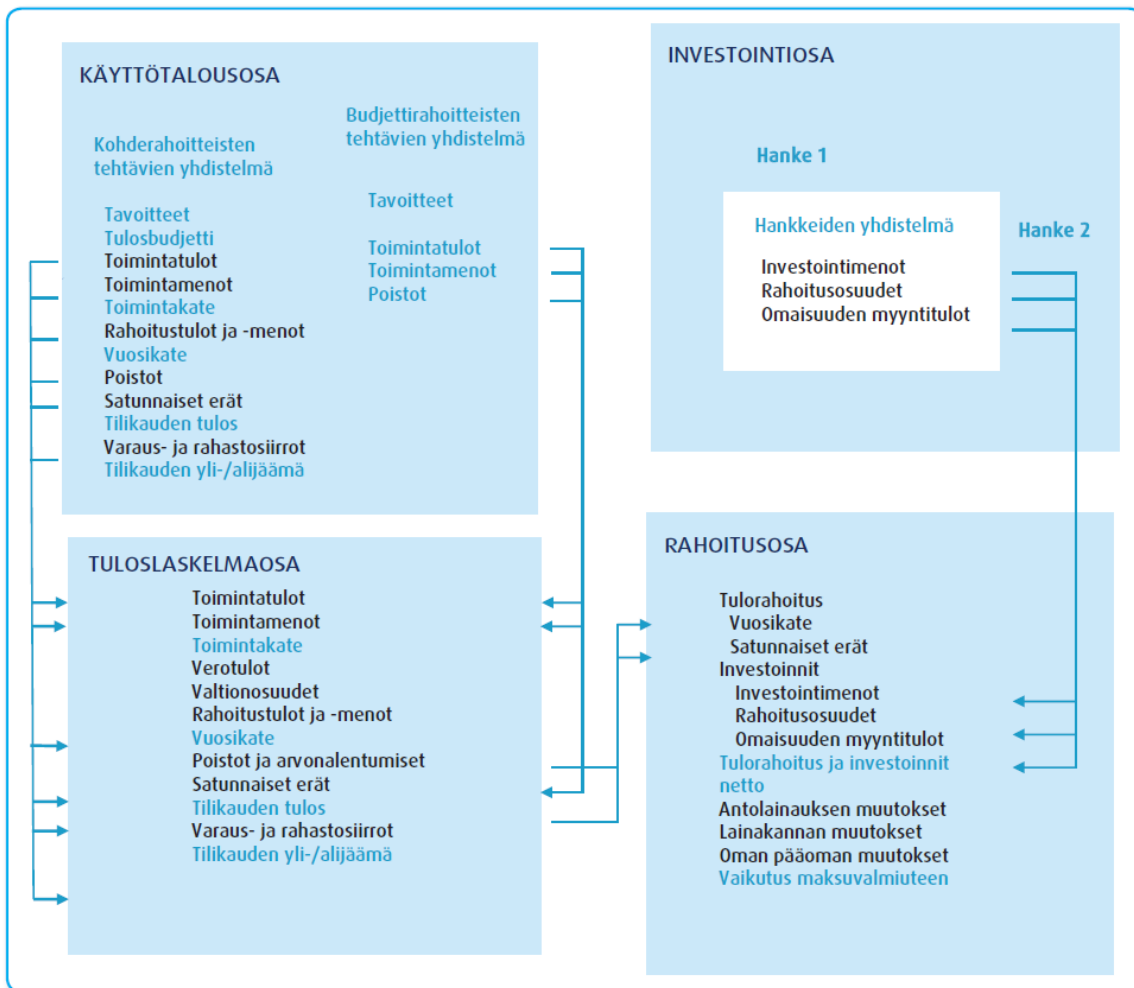 KÄYTTÖTALOUSOSA
Kohderahoitteisten
tehtävien yhdistelmä
Tavoitteet
Tulosbudjetti
Toimintatulot
Toimintamenot
Toimintakate
Rahoitustulot ja -menot
Vuosikate
Poistot
Satunnaiset erät
Tilikauden tulos
Varaus- ja rahastosiirrot
Tilikauden yli-/alijäämä
Budjettirahoitteisten
tehtävien yhdistelmä
Tavoitteet
Toimintatulot
Toimintamenot
Poistot
INVESTOINTIOSA
Hanke 1
Hankkeiden yhdistelmä
Investointimenot
Rahoitusosuudet
Omaisuuden myyntitulot
Hanke 2
TULOSLASKELMAOSA
Toimintatulot
Toimintamenot
Toimintakate
Verotulot
Valtionosuudet
Rahoitustulot ja -menot
Vuosikate
Poistot ja arvonalentumiset
Satunnaiset erät
Tilikauden tulos
Varaus- ja rahastosiirrot
Tilikauden yli-/alijäämä
RAHOITUSOSA
Tulorahoitus
Vuosikate
Satunnaiset erät
Investoinnit
Investointimenot
Rahoitusosuudet
Omaisuuden myyntitulot
Tulorahoitus ja investoinnit
netto
Antolainauksen muutokset
Lainakannan muutokset
Oman pääoman muutokset
Vaikutus maksuvalmiuteen